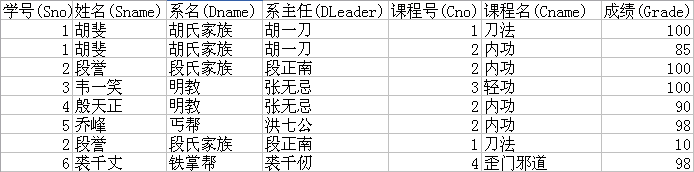 学号(Sno) 姓名(Sname) 系名(Dname) 系主任(DLeader) 课程号(Cno) 课程名(Cname) 成绩(Grade)
1 胡斐 胡氏家族 胡一刀 1 刀法 100
1 胡斐 胡氏家族 胡一刀 2 内功 85
2 段誉 段氏家族 段正南 2 内功 100
3 韦一笑 明教 张无忌 3 轻功 100
4 殷天正 明教 张无忌 2 内功 90
5 乔峰 丐帮 洪七公 2 内功 98
2 段誉 段氏家族 段正南 1 刀法 10
6 裘千丈 铁掌帮 裘千仞 4 歪门邪道 98